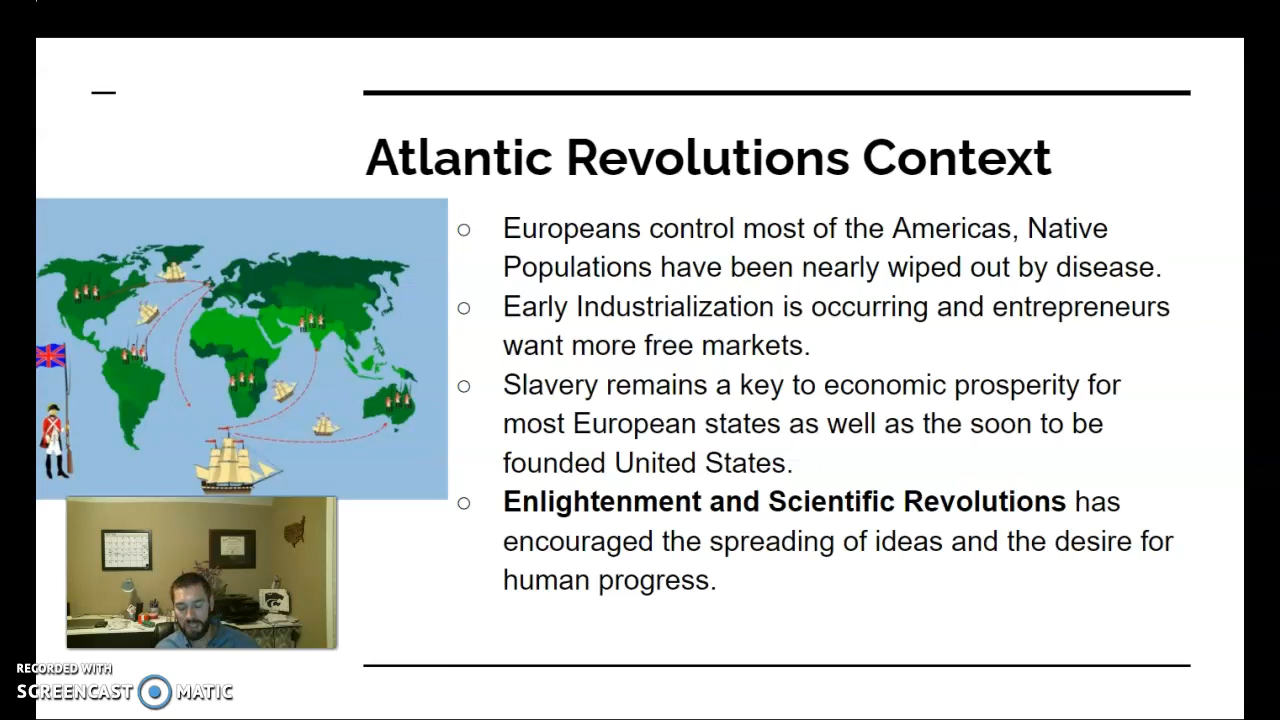 Atlantic Revolutions Context
○ Europeans control most of the Americas, Native
Populations have been nearly wiped out by disease.
○ Early Industrialization is occurring and entrepreneurs
want more free markets.
○ Slavery remains a key to economic prosperity for
most European states as well as the soon to be
founded United States.
○ Enlightenment and Scientific Revolutions has
encouraged the spreading of ideas and the desire for
human progress.
RECORDED WITH
SCREENCAST MATIC